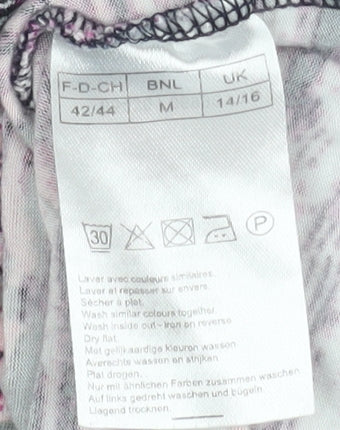 F-D-CH BNL UK
42/44 M 14/16
30 P
Laver avec couleurs similaires.
Laver et repasser sur envers.
Sécher à plat.
Wash similar colours together.
Wash inside out-iron on reverse
Dry flat.
Met gelijkaardige kleuren wassen
Averechts wassen en strijken
Plat drogen.
Nur mit ähnlichen Farben zusammen waschen
Auf links gedreht waschen und bügeln.
Liegend trocknen.